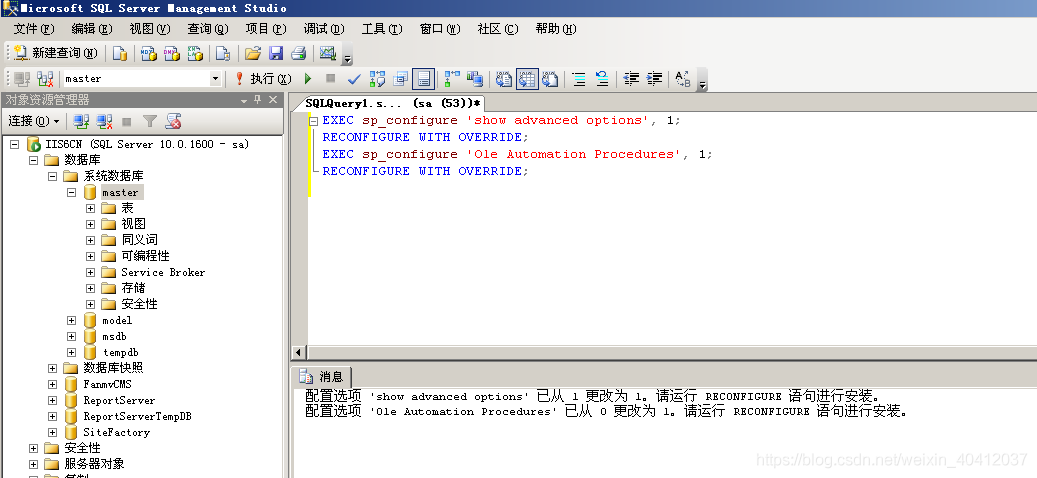 Microsoft SQL Server Management Studio
文件(F) 编辑(E) 视图(V) 查询(Q) 项目(P) 调试(D) 工具(T) 窗口(W) 社区(C) 帮助(H)
新建查询(N)
master 执行(X)
对象资源管理器
连接(O)
SQLQuery1.s... (sa (53))*
EXEC sp_configure 'show advanced options', 1;
RECONFIGURE WITH OVERRIDE;
EXEC sp_configure 'Ole Automation Procedures', 1;
RECONFIGURE WITH OVERRIDE;
IIS6CN (SQL Server 10.0.1600 - sa)
数据库
系统数据库
master
表
视图
同义词
可编程性
Service Broker
存储
安全性
model
msdb
tempdb
数据库快照
FanmvCMS
ReportServer
ReportServerTempDB
SiteFactory
安全性
服务器对象
消息
配置选项 'show advanced options' 已从 1 更改为 1。请运行 RECONFIGURE 语句进行安装。
配置选项 'Ole Automation Procedures' 已从 0 更改为 1。请运行 RECONFIGURE 语句进行安装。
https://blog.csdn.net/weixin_40412037